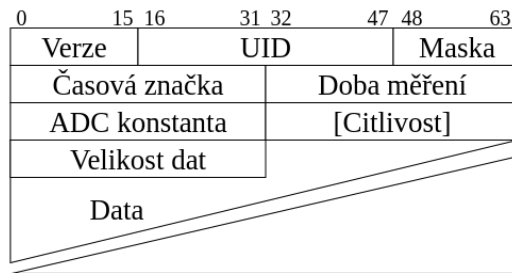 0 15 16 31 32 47 48 63
Verze UID Maska
Časová značka Doba měření
ADC konstanta [Citlivost]
Velikost dat
Data